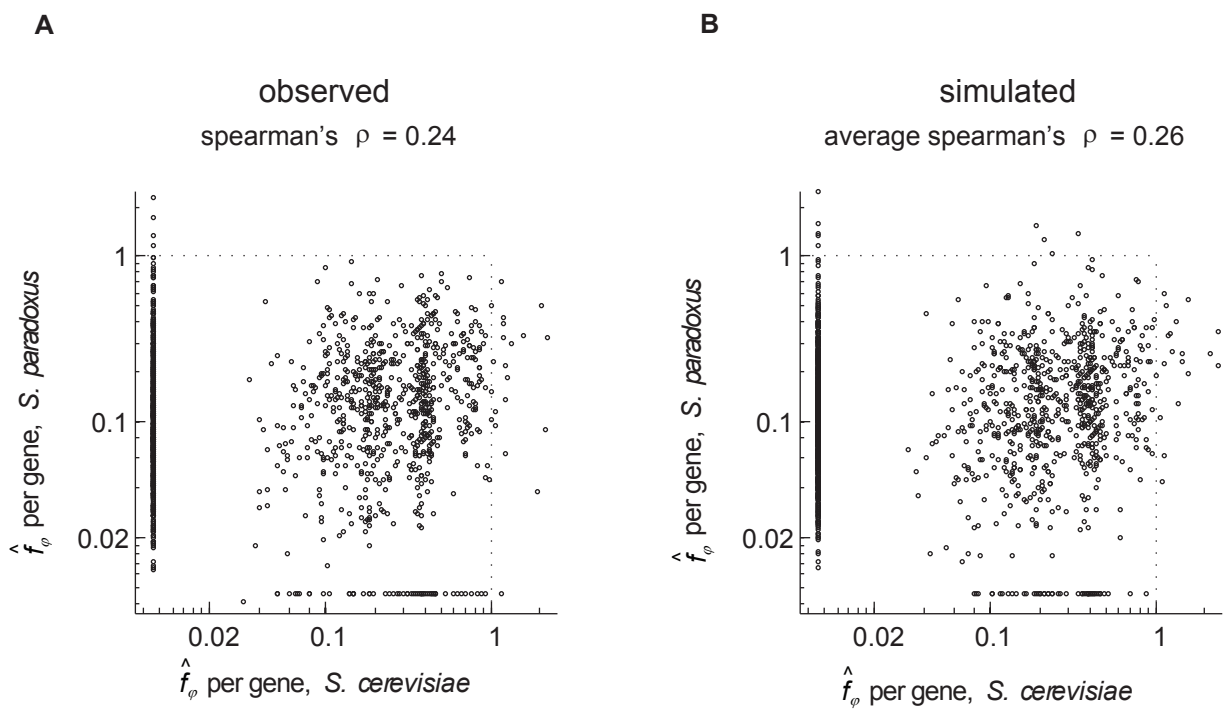 A
observed
spearman's ρ = 0.24
1
0.1
0.02
0.02 0.1 1
f̂φ per gene, S. paradoxus
f̂φ per gene, S. cerevisiae
B
simulated
average spearman's ρ = 0.26
1
0.1
0.02
0.02 0.1 1
f̂φ per gene, S. paradoxus
f̂φ per gene, S. cerevisiae